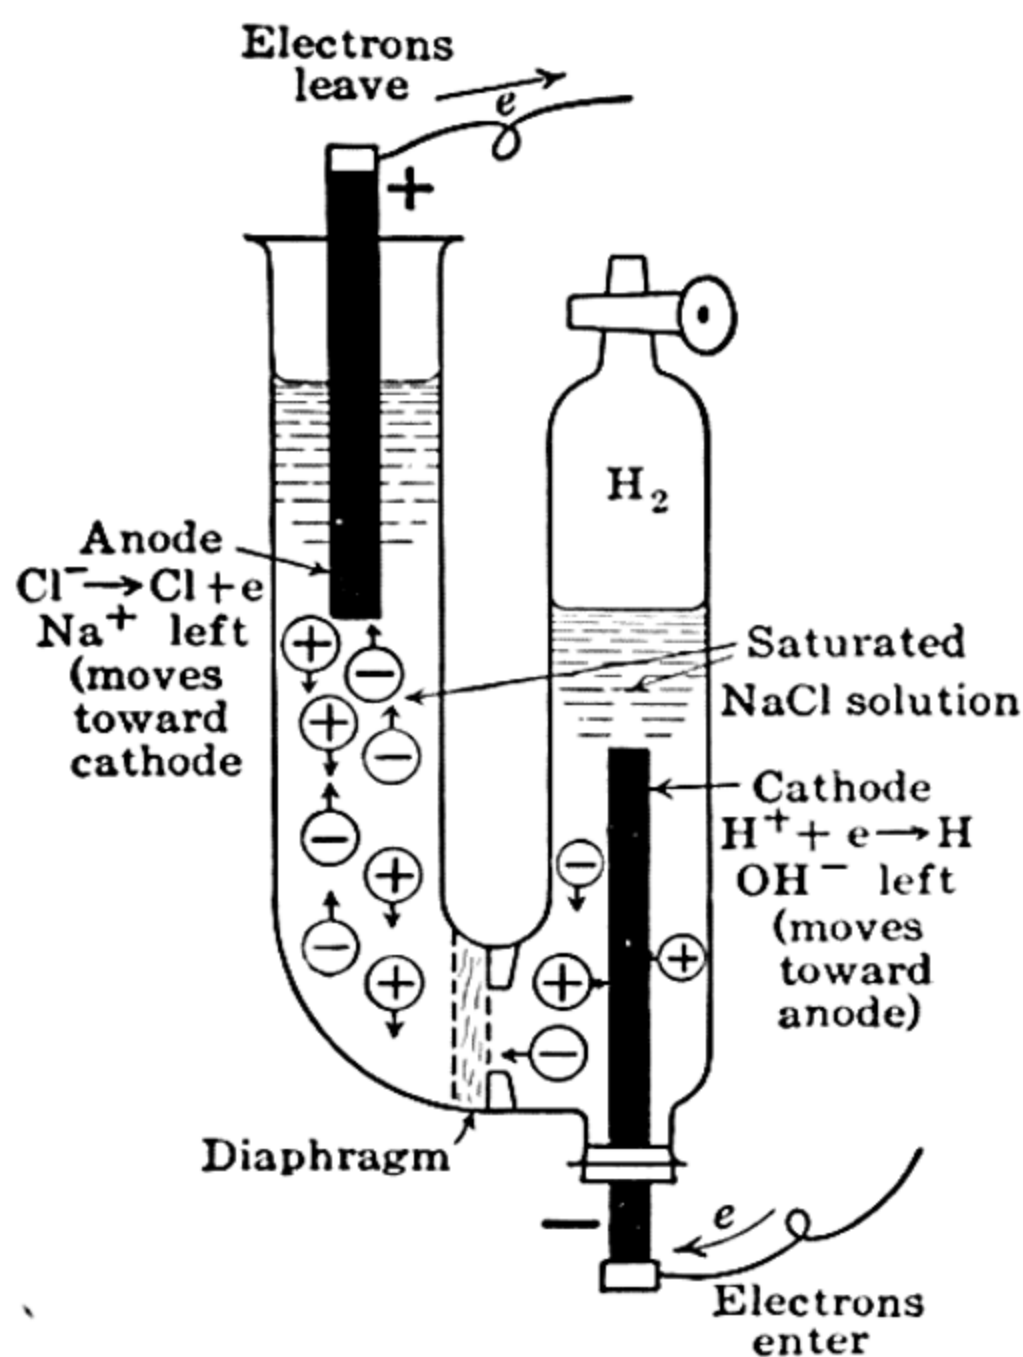 Electrons
leave
e
+
H₂
Anode
Cl⁻→Cl+e
Na⁺ left
(moves
toward
cathode
Saturated
NaCl solution
Cathode
H⁺+ e→H
OH⁻ left
(moves
toward
anode)
Diaphragm
−
e
Electrons
enter